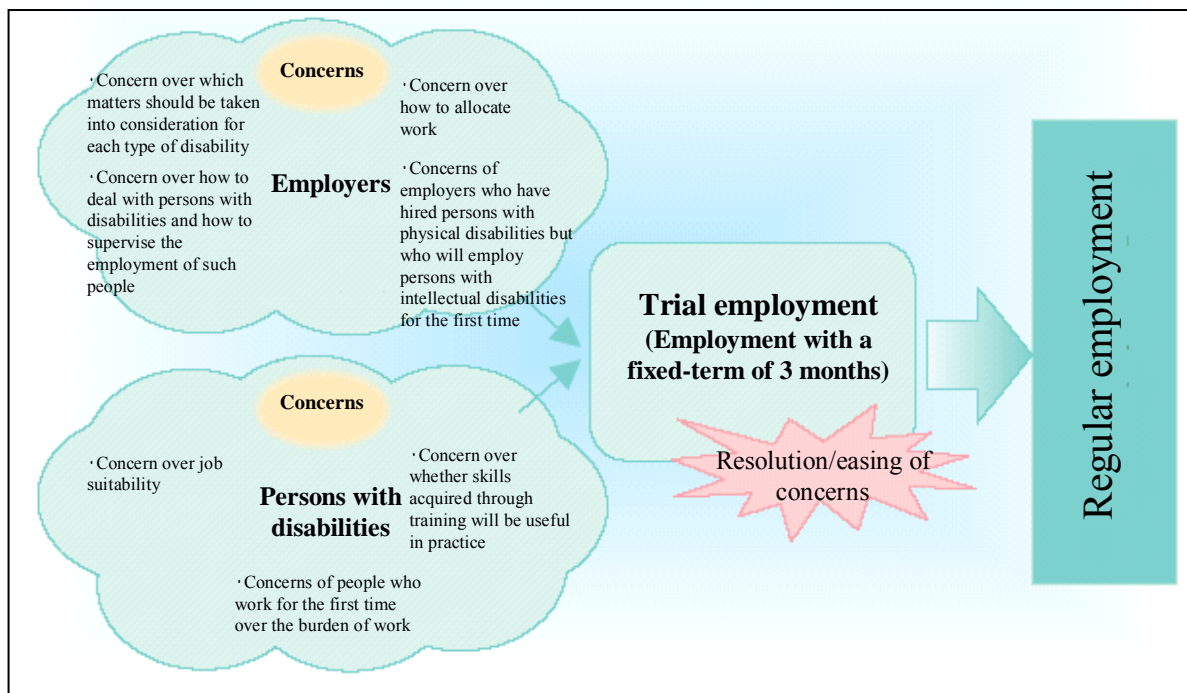 Concerns
·Concern over which
matters should be taken
into consideration for
each type of disability
·Concern over how to
deal with persons with
disabilities and how to
supervise the
employment of such
people
Employers
·Concern over
how to allocate
work
·Concerns of
employers who have
hired persons with
physical disabilities but
who will employ
persons with
intellectual disabilities
for the first time
Concerns
·Concern over job
suitability
Persons with
disabilities
·Concern over
whether skills
acquired through
training will be useful
in practice
·Concerns of people who
work for the first time
over the burden of work
Trial employment
(Employment with a
fixed-term of 3 months)
Resolution/easing of
concerns
Regular employment